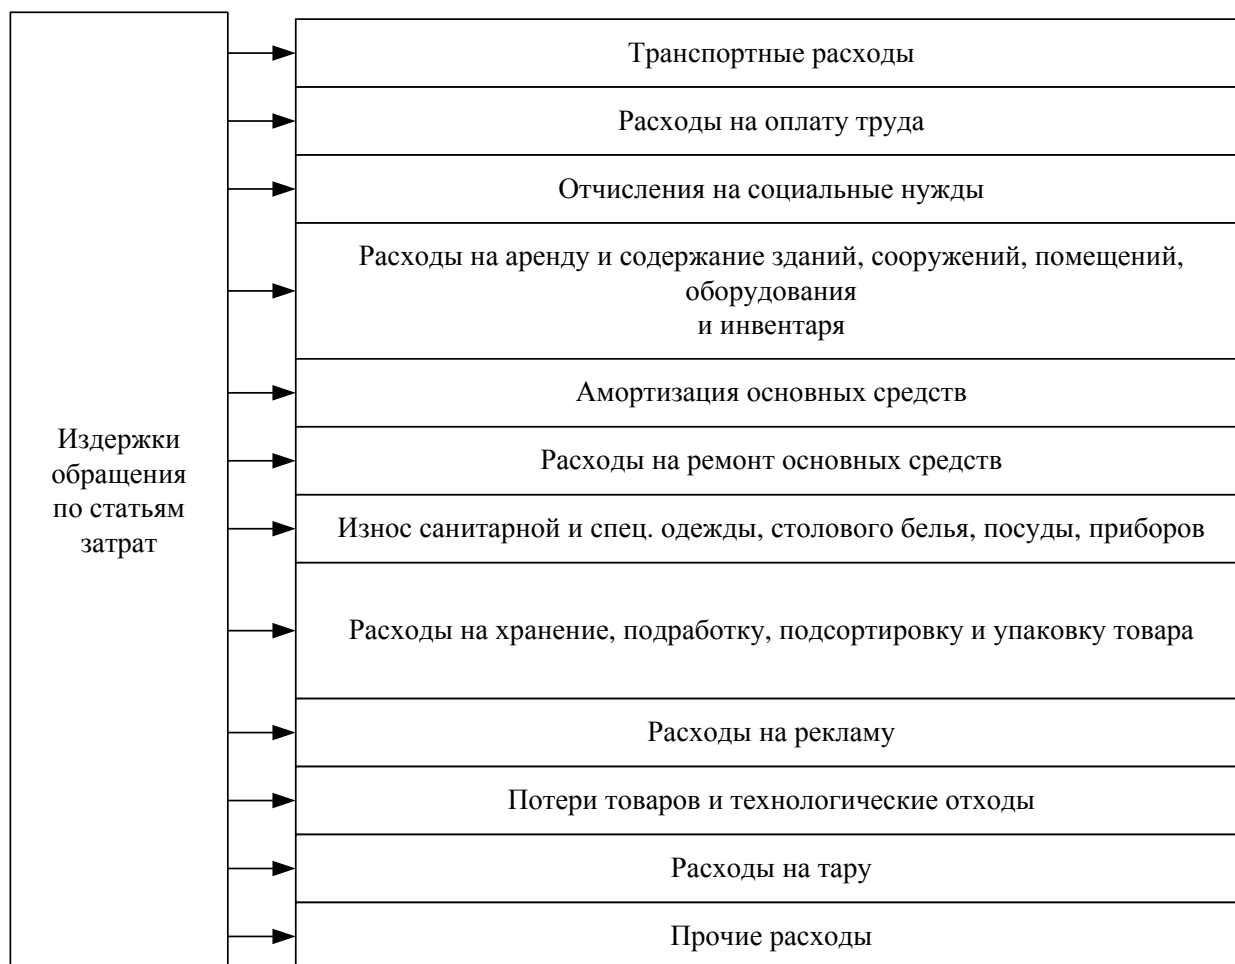 Издержки
обращения
по статьям
затрат
Транспортные расходы
Расходы на оплату труда
Отчисления на социальные нужды
Расходы на аренду и содержание зданий, сооружений, помещений,
оборудования
и инвентаря
Амортизация основных средств
Расходы на ремонт основных средств
Износ санитарной и спец. одежды, столового белья, посуды, приборов
Расходы на хранение, подработку, подсортировку и упаковку товара
Расходы на рекламу
Потери товаров и технологические отходы
Расходы на тару
Прочие расходы